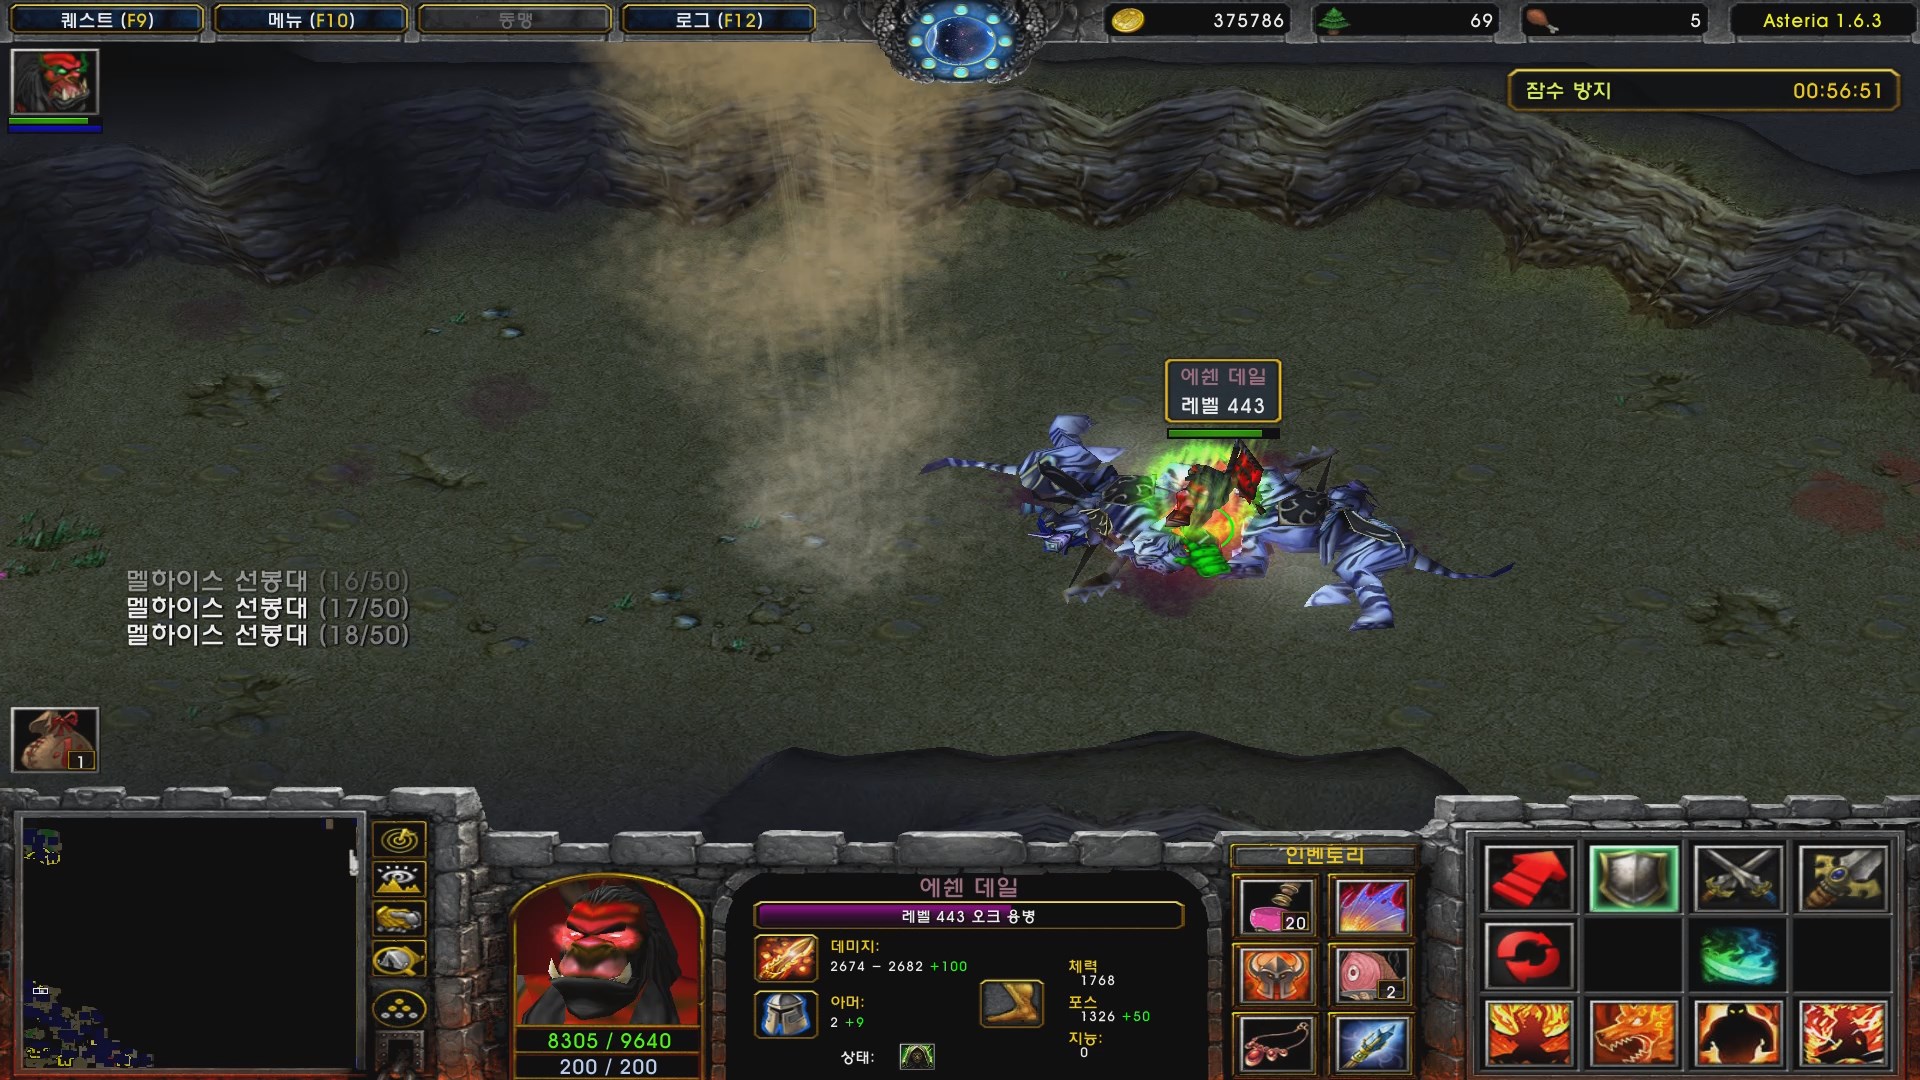 퀘스트 (F9)
메뉴 (F10)
동맹
로그 (F12)
375786
69
5
Asteria 1.6.3
잠수 방지
00:56:51
에쉔 데일
레벨 443
멜하이스 선봉대 (16/50)
멜하이스 선봉대 (17/50)
멜하이스 선봉대 (18/50)
1
에쉔 데일
레벨 443 오크 용병
데미지:
2674 – 2682 +100
아머:
2 +9
상태:
체력
1768
포스
1326 +50
지능:
0
8305 / 9640
200 / 200
인벤토리
20
2